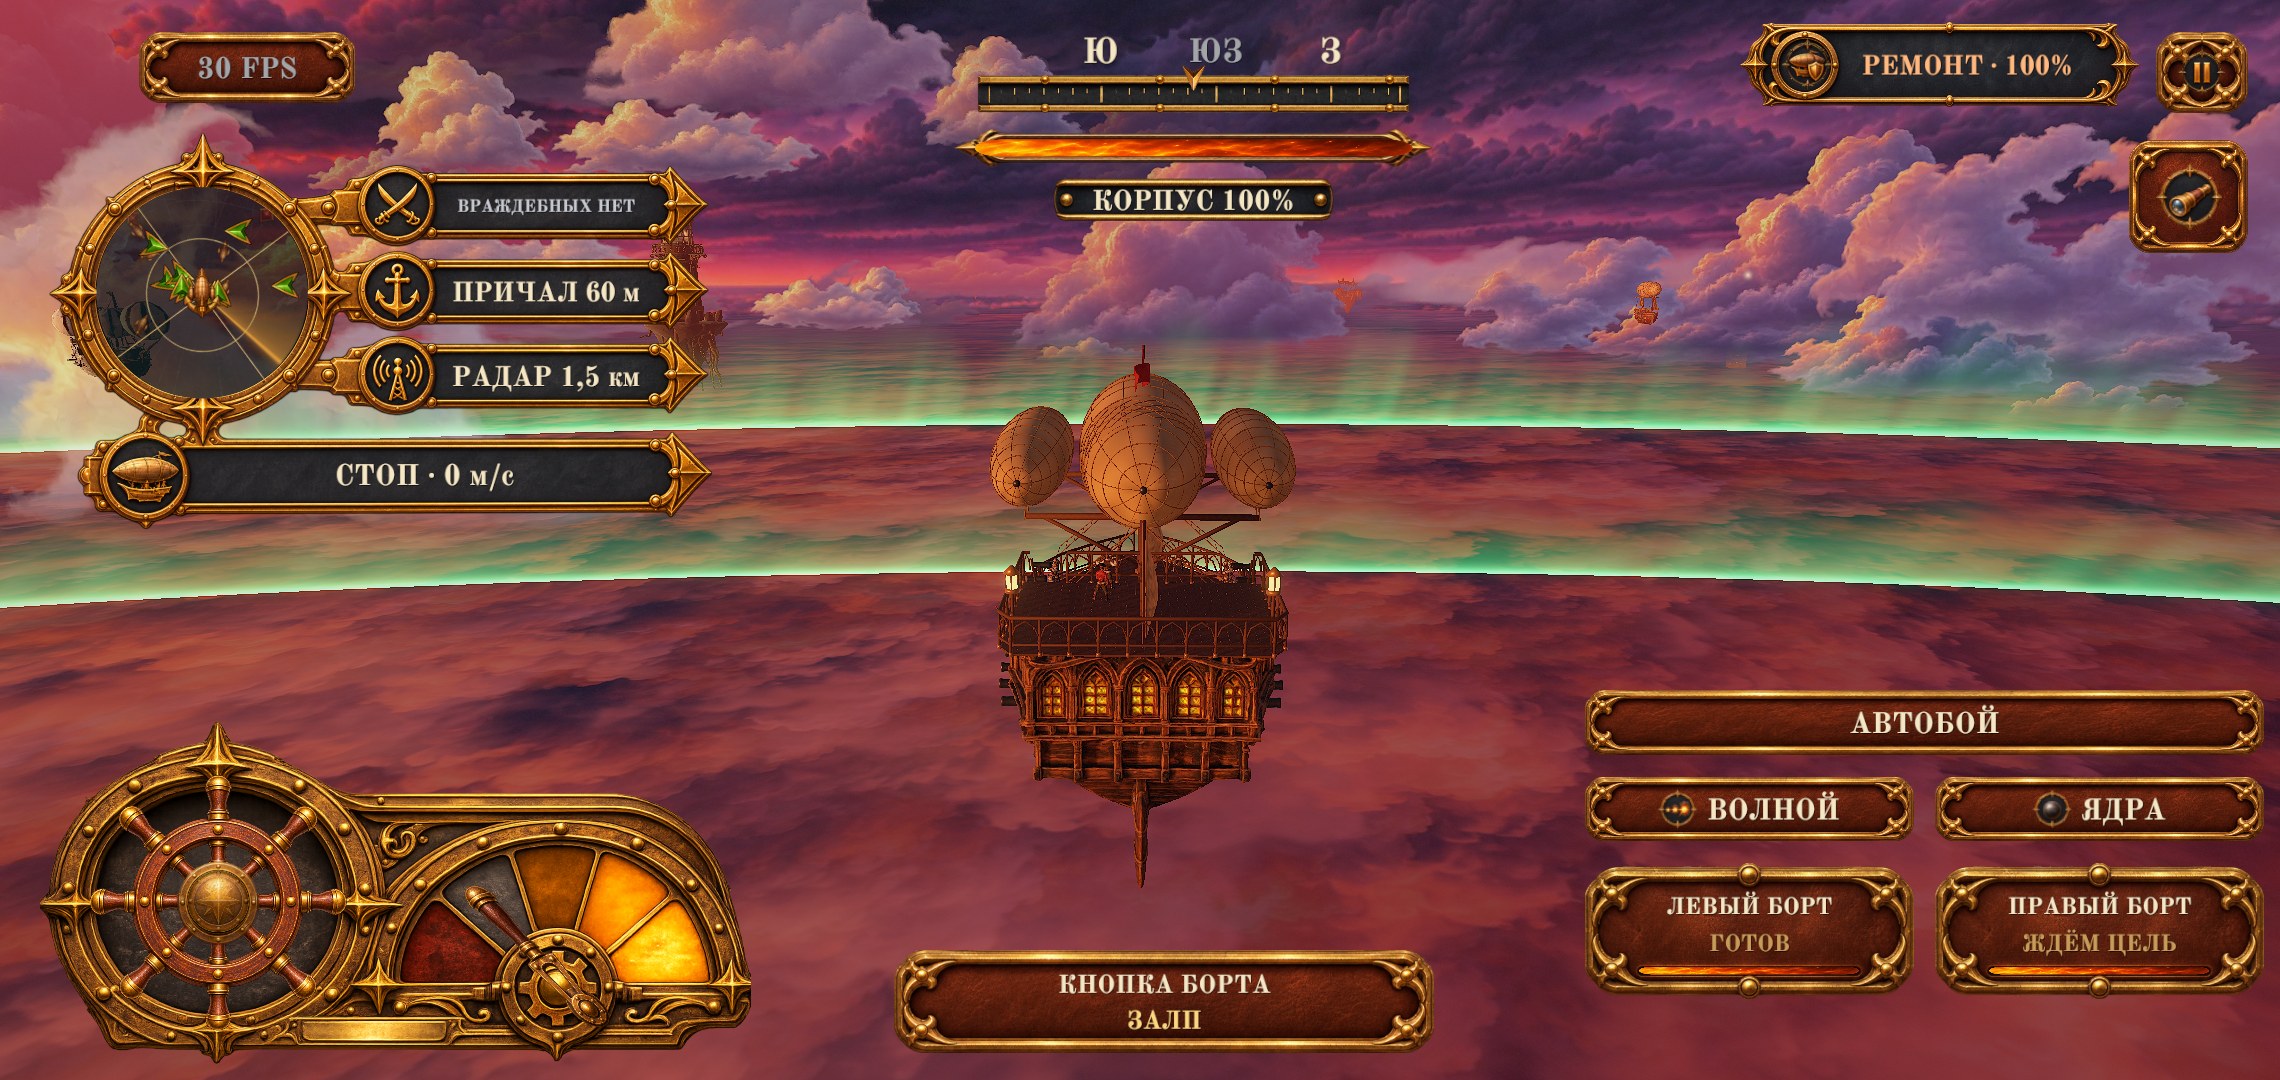 30 FPS
Ю ЮЗ З
РЕМОНТ · 100%
КОРПУС 100%
ВРАЖДЕБНЫХ НЕТ
ПРИЧАЛ 60 м
РАДАР 1,5 км
СТОП · 0 м/с
АВТОБОЙ
ВОЛНОЙ
ЯДРА
ЛЕВЫЙ БОРТ
ГОТОВ
ПРАВЫЙ БОРТ
ЖДЁМ ЦЕЛЬ
КНОПКА БОРТА
ЗАЛП